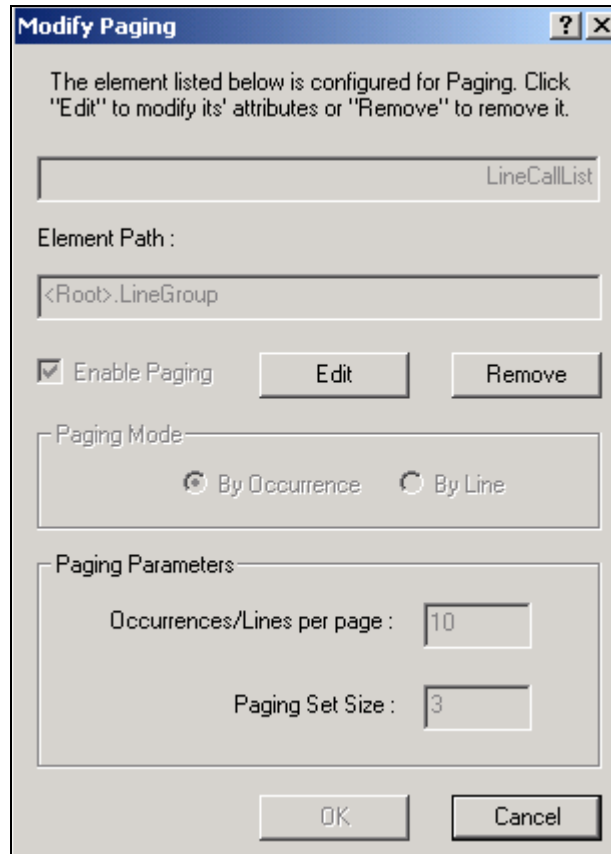 Modify Paging
The element listed below is configured for Paging. Click
"Edit" to modify its' attributes or "Remove" to remove it.
LineCallList
Element Path :
<Root>.LineGroup
Enable Paging
Edit
Remove
Paging Mode
By Occurrence
By Line
Paging Parameters
Occurrences/Lines per page :
10
Paging Set Size :
3
OK
Cancel